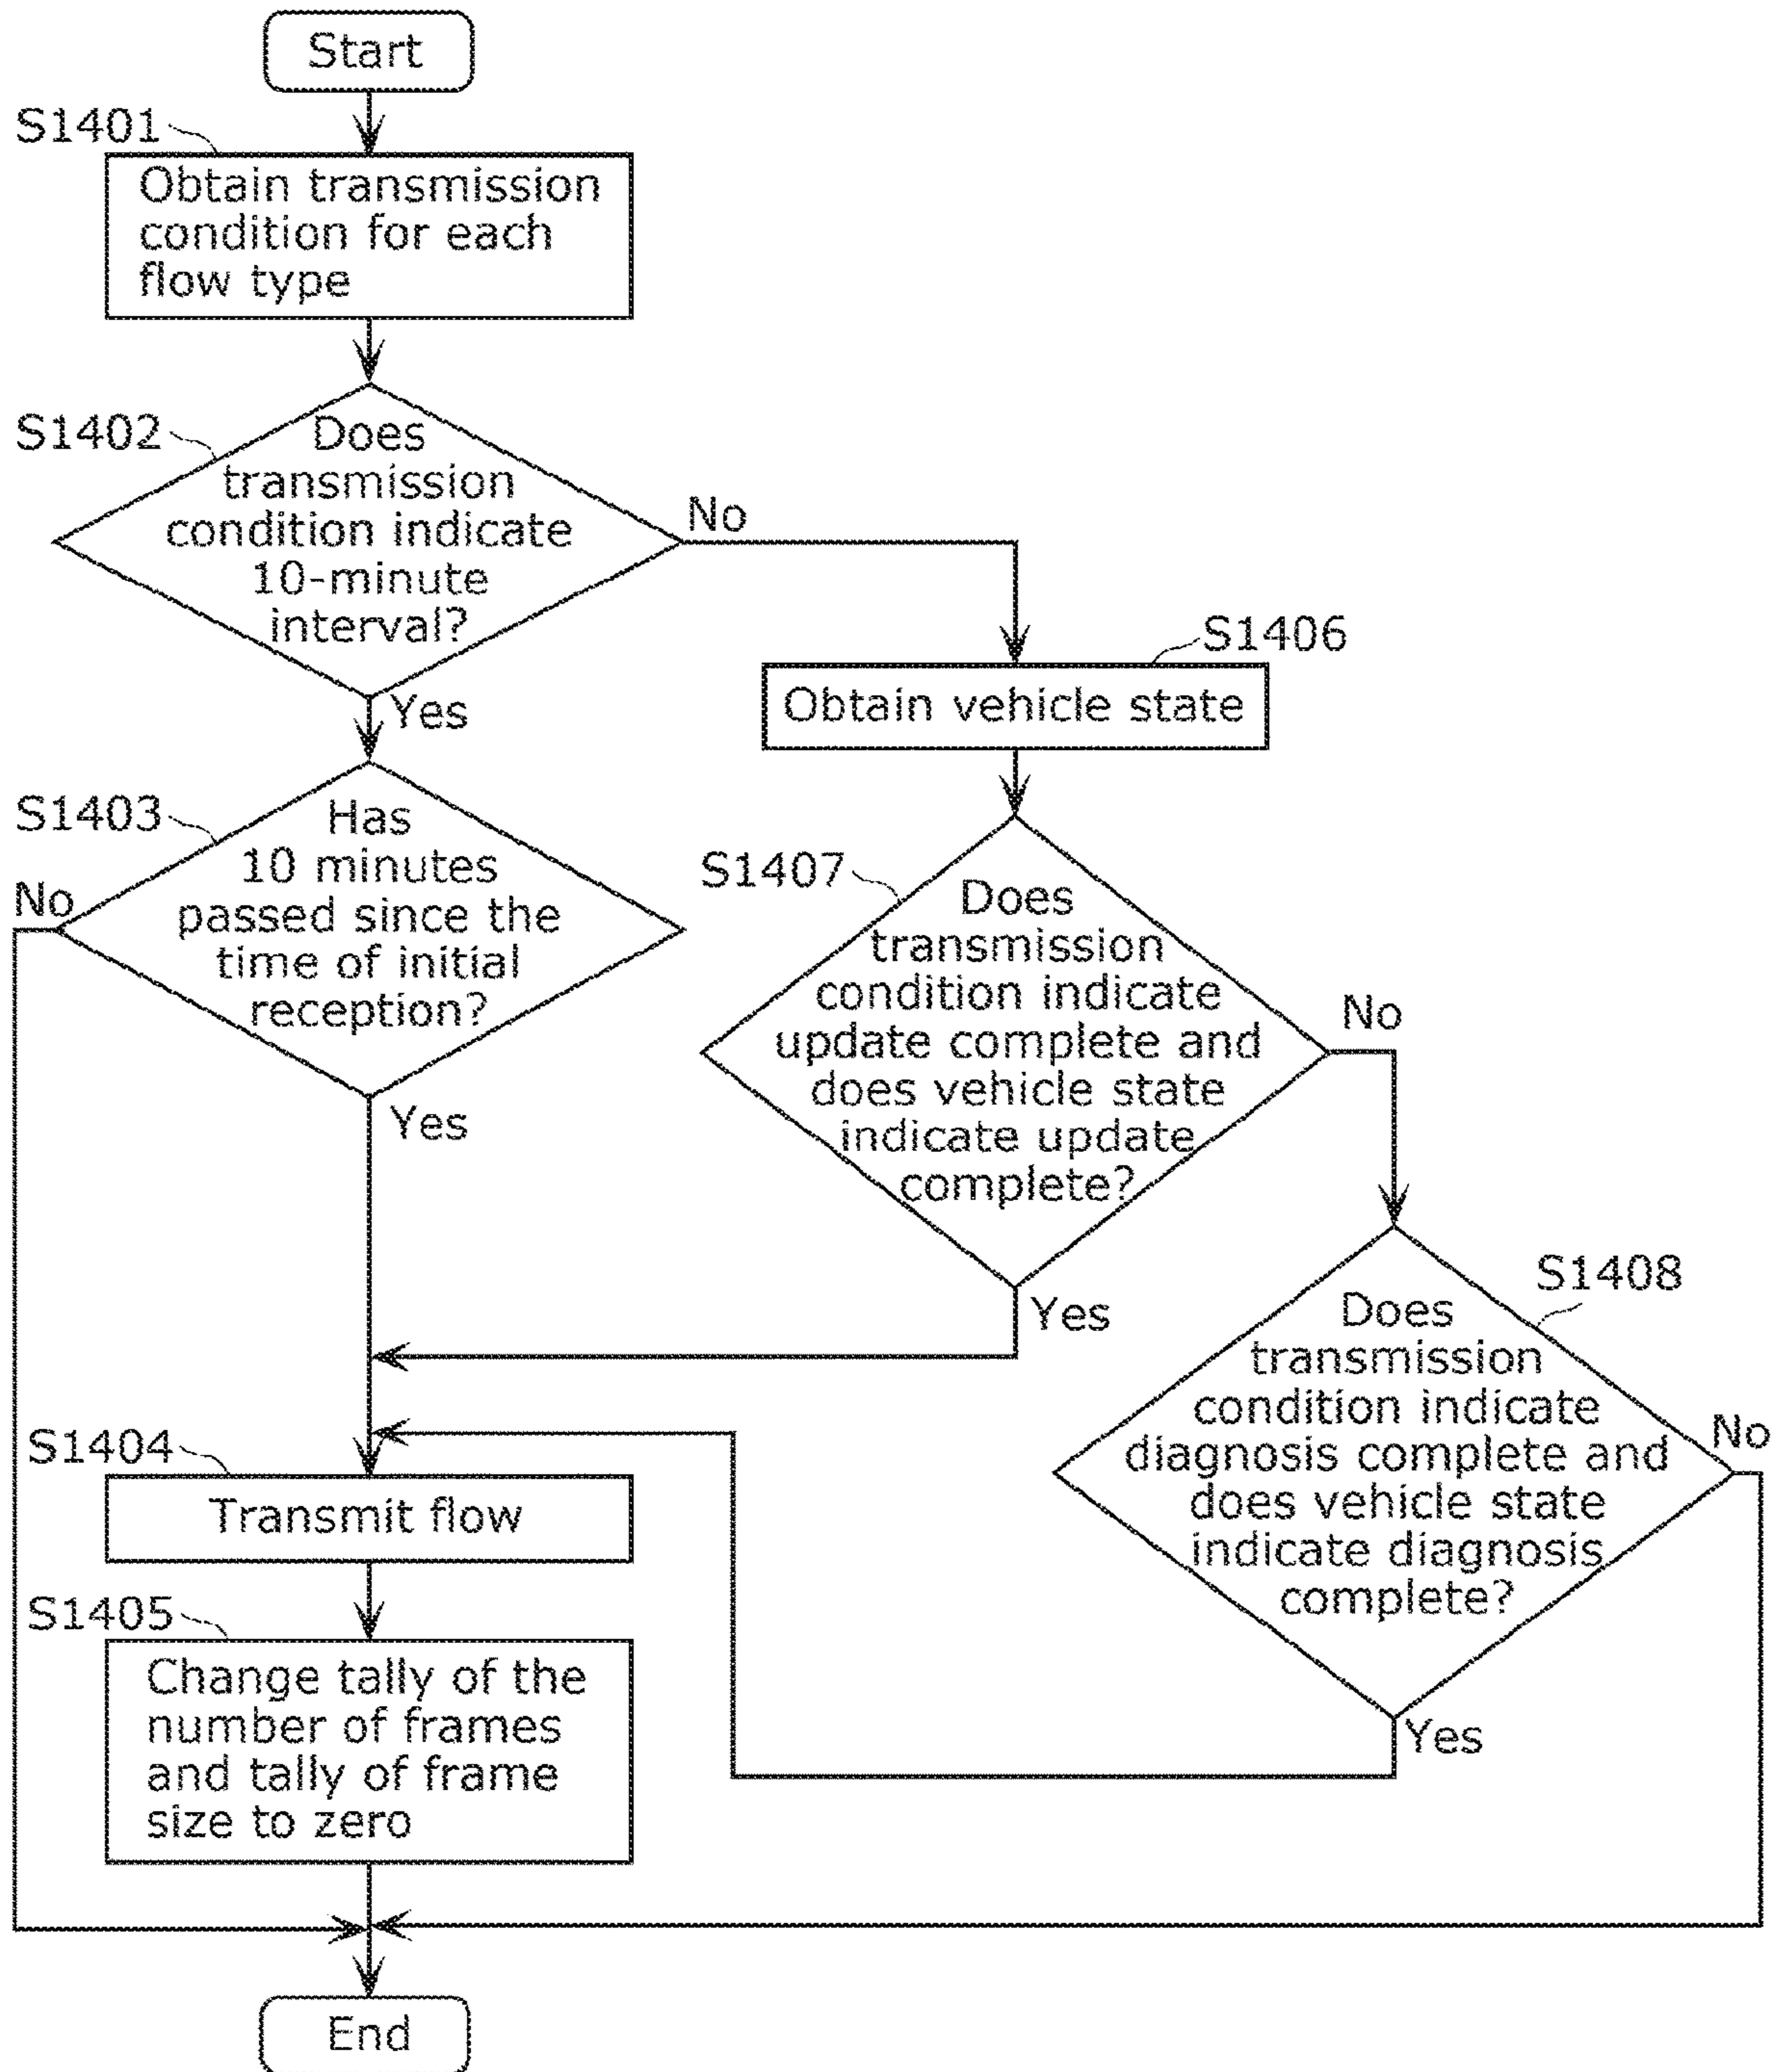 Start
S1401
Obtain transmission
condition for each
flow type
S1402
Does
transmission
condition indicate
10-minute
interval?
No
Yes
S1403
Has
10 minutes
passed since the
time of initial
reception?
No
Yes
S1406
Obtain vehicle state
S1407
Does
transmission
condition indicate
update complete and
does vehicle state
indicate update
complete?
No
Yes
S1408
Does
transmission
condition indicate
diagnosis complete and
does vehicle state
indicate diagnosis
complete?
No
Yes
S1404
Transmit flow
S1405
Change tally of the
number of frames
and tally of frame
size to zero
End